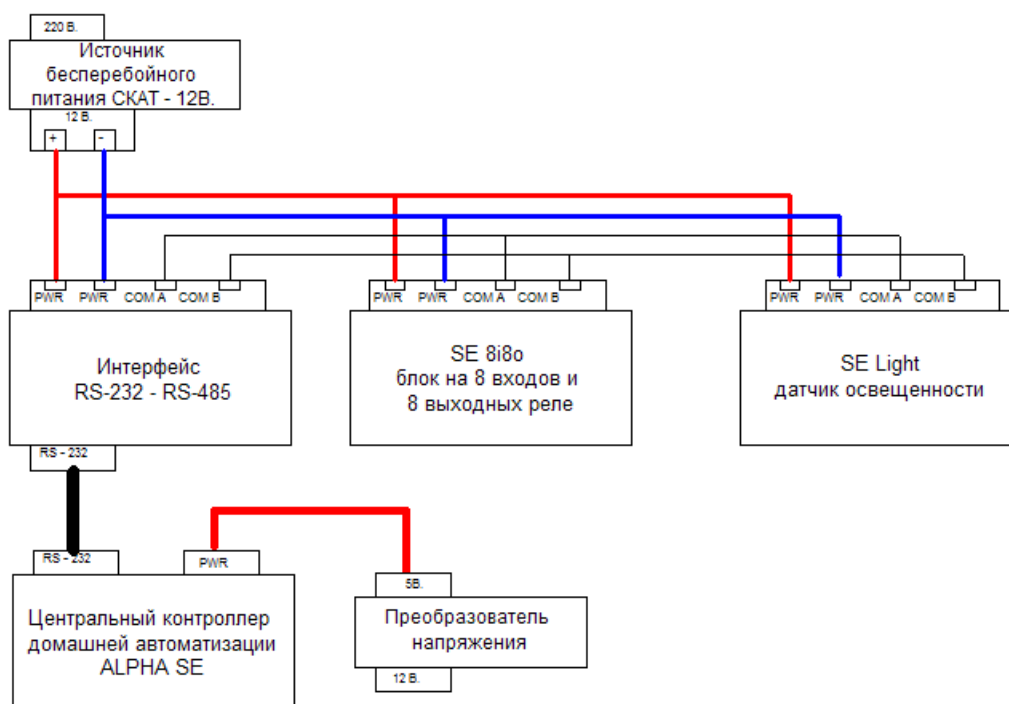 220 В.
Источник
бесперебойного
питания СКАТ - 12В.
12 В.
+ -
PWR PWR COM A COM B
PWR PWR COM A COM B
PWR PWR COM A COM B
Интерфейс
RS-232 - RS-485
SE 8i8o
блок на 8 входов и
8 выходных реле
SE Light
датчик освещенности
RS - 232
RS - 232
PWR
Центральный контроллер
домашней автоматизации
ALPHA SE
5В.
Преобразователь
напряжения
12 В.